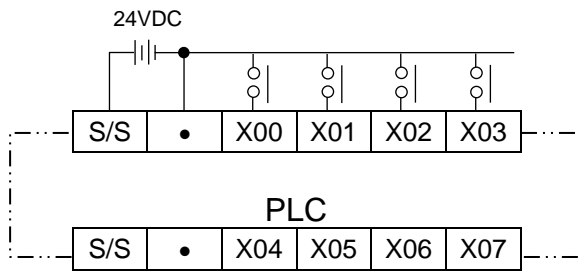 24VDC
S/S • X00 X01 X02 X03
PLC
S/S • X04 X05 X06 X07